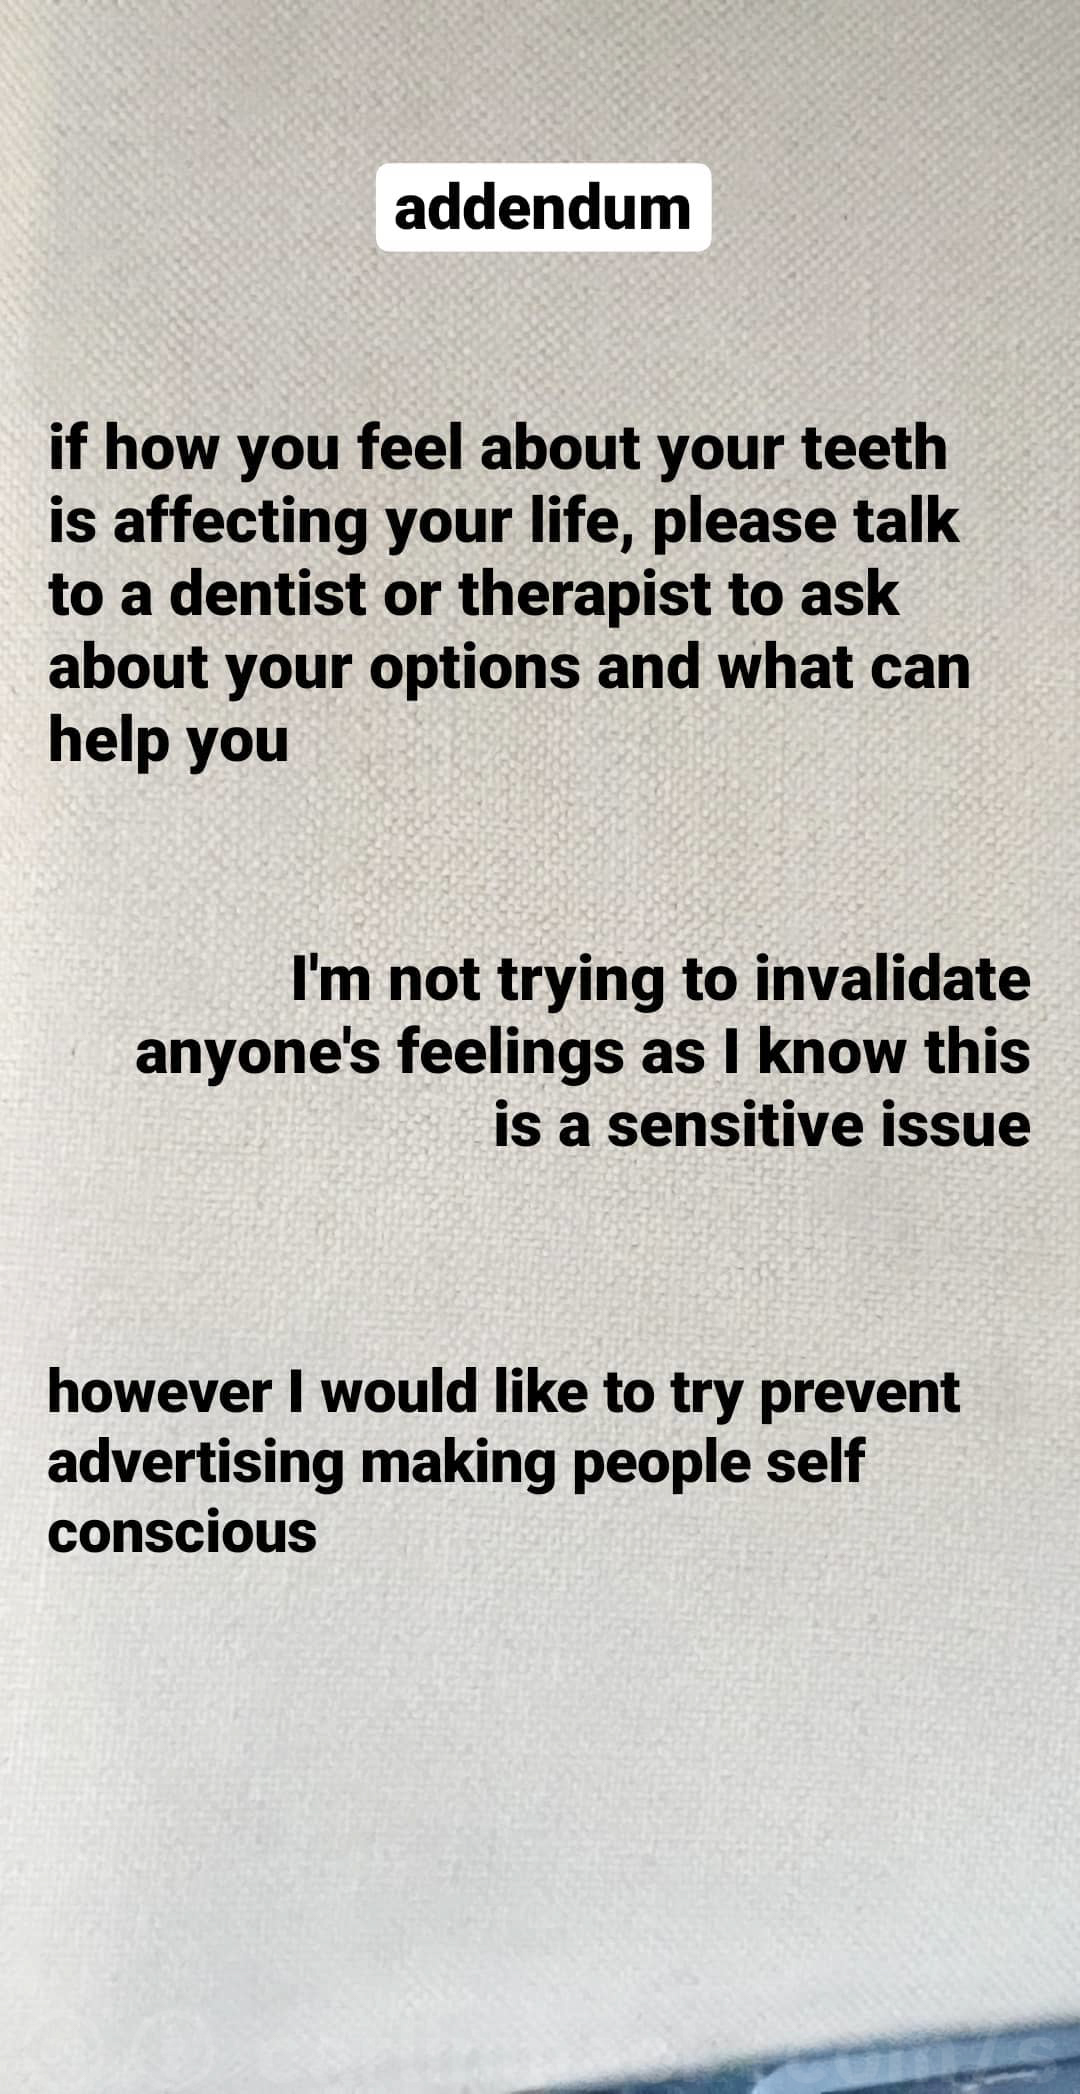 addendum
if how you feel about your teeth
is affecting your life, please talk
to a dentist or therapist to ask
about your options and what can
help you
I'm not trying to invalidate
anyone's feelings as I know this
is a sensitive issue
however I would like to try prevent
advertising making people self
conscious